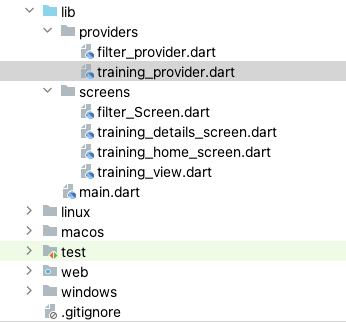 lib
providers
filter_provider.dart
training_provider.dart
screens
filter_Screen.dart
training_details_screen.dart
training_home_screen.dart
training_view.dart
main.dart
linux
macos
test
web
windows
.gitignore